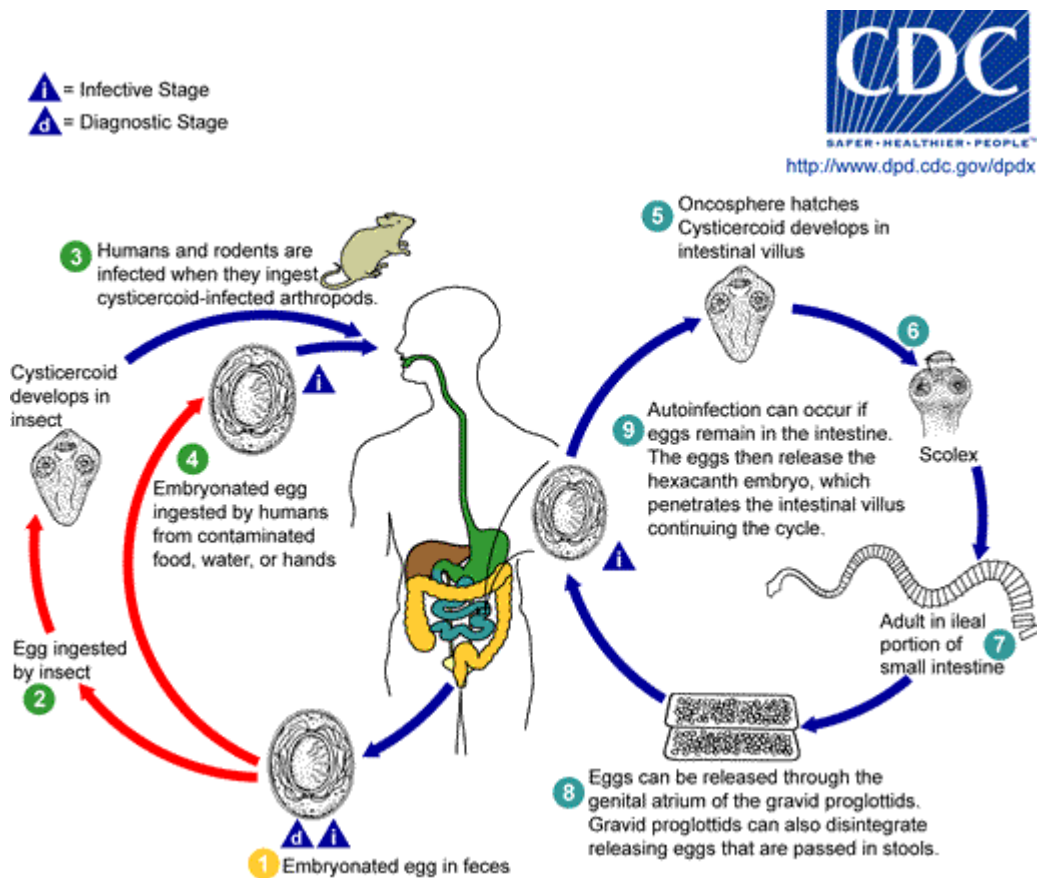 CDC
SAFER • HEALTHIER • PEOPLE™
http://www.dpd.cdc.gov/dpdx
i = Infective Stage
d = Diagnostic Stage
3 Humans and rodents are
infected when they ingest
cysticercoid-infected arthropods.
5 Oncosphere hatches
Cysticercoid develops in
intestinal villus
6
Scolex
Cysticercoid
develops in
insect
i
4
Embryonated egg
ingested by humans
from contaminated
food, water, or hands
9 Autoinfection can occur if
eggs remain in the intestine.
The eggs then release the
hexacanth embryo, which
penetrates the intestinal villus
continuing the cycle.
i
Egg ingested
by insect
2
Adult in ileal
portion of
small intestine
7
8 Eggs can be released through the
genital atrium of the gravid proglottids.
Gravid proglottids can also disintegrate
releasing eggs that are passed in stools.
d i
1 Embryonated egg in feces